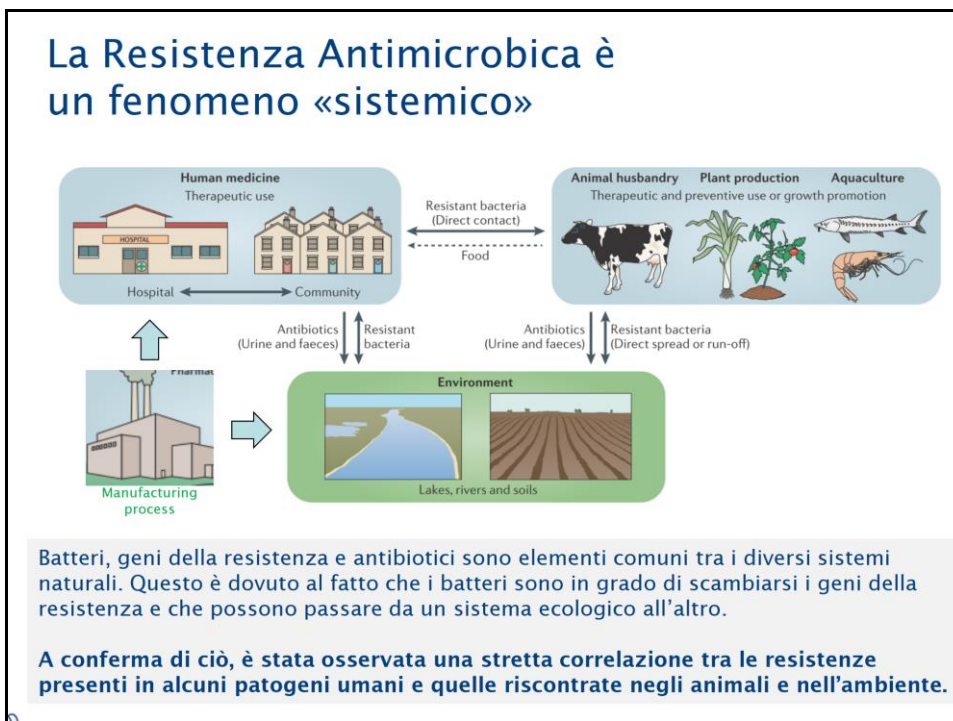 La Resistenza Antimicrobica è
un fenomeno «sistemico»
Human medicine
Therapeutic use
HOSPITAL
Hospital
Community
Resistant bacteria
(Direct contact)
Food
Animal husbandry
Plant production
Aquaculture
Therapeutic and preventive use or growth promotion
Antibiotics
(Urine and faeces)
Resistant
bacteria
Antibiotics
(Urine and faeces)
Resistant bacteria
(Direct spread or run-off)
Environment
Lakes, rivers and soils
Manufacturing
process
Batteri, geni della resistenza e antibiotici sono elementi comuni tra i diversi sistemi
naturali. Questo è dovuto al fatto che i batteri sono in grado di scambiarsi i geni della
resistenza e che possono passare da un sistema ecologico all’altro.
A conferma di ciò, è stata osservata una stretta correlazione tra le resistenze
presenti in alcuni patogeni umani e quelle riscontrate negli animali e nell’ambiente.